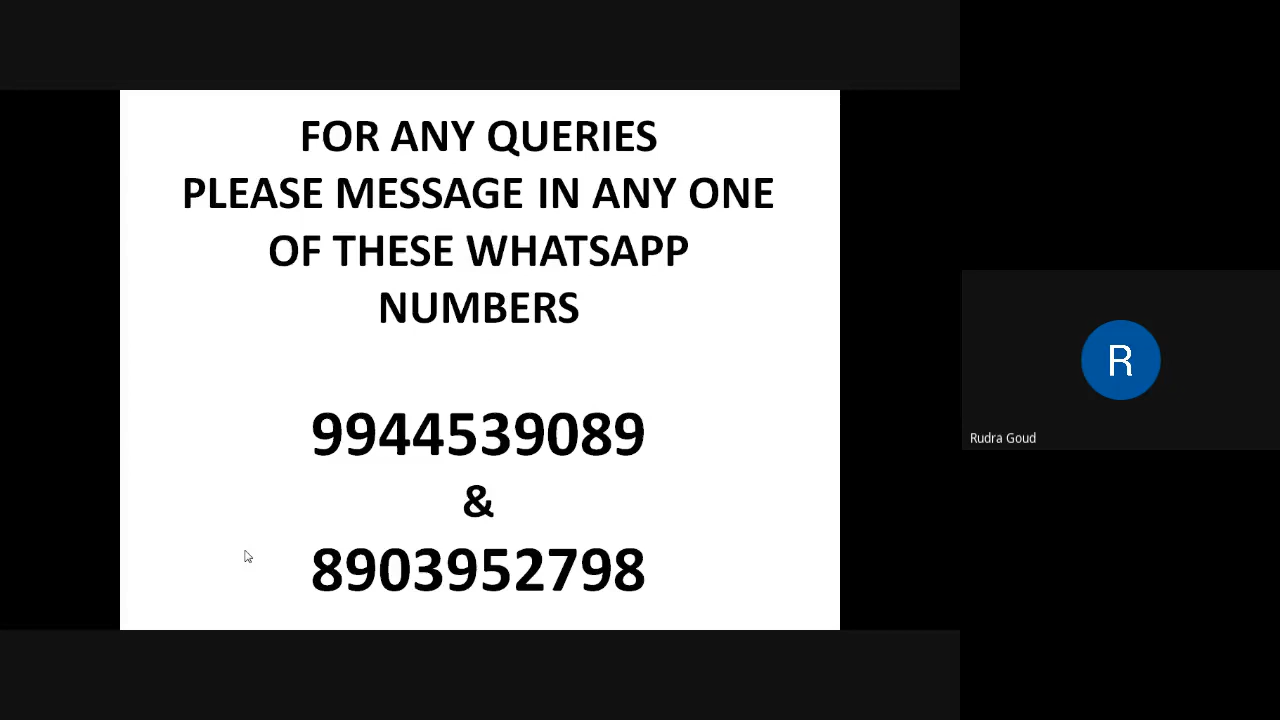 FOR ANY QUERIES
PLEASE MESSAGE IN ANY ONE
OF THESE WHATSAPP
NUMBERS
9944539089
&
8903952798
R
Rudra Goud